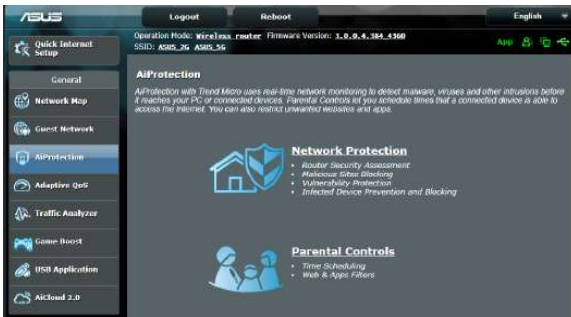 ASUS
Logout
Reboot
English
Quick Internet
Setup
Operation Mode: Wireless router Firmware Version: 3.0.0.4.384_4360
SSID: ASUS_2G ASUS_5G
App
General
Network Map
Guest Network
AiProtection
Adaptive QoS
Traffic Analyzer
Game Boost
USB Application
AiCloud 2.0
AiProtection
AiProtection with Trend Micro uses real-time network monitoring to detect malware, viruses and other intrusions before
it reaches your PC or connected devices. Parental Controls let you schedule times that a connected device is able to
access the Internet. You can also restrict unwanted websites and apps.
Network Protection
• Router Security Assessment
• Malicious Sites Blocking
• Vulnerability Protection
• Infected Device Prevention and Blocking
Parental Controls
• Time Scheduling
• Web & Apps Filters